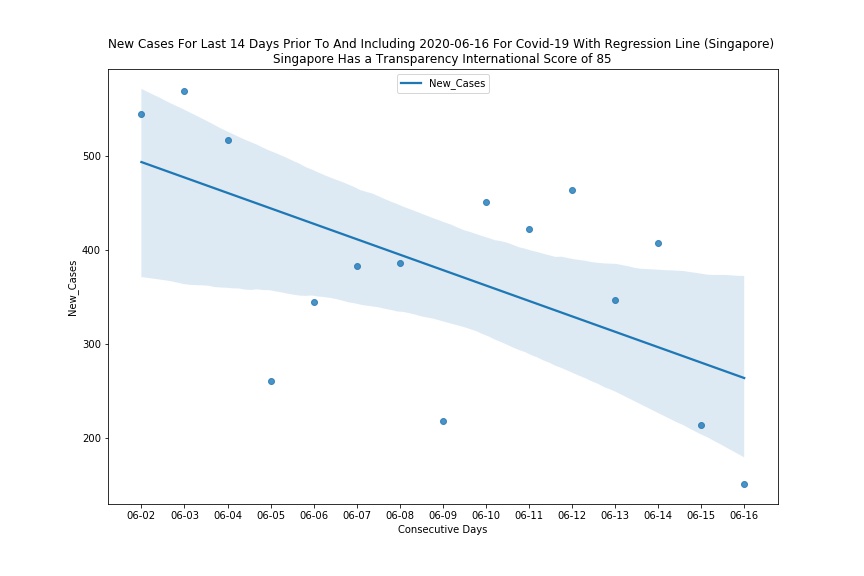 New Cases For Last 14 Days Prior To And Including 2020-06-16 For Covid-19 With Regression Line (Singapore)
Singapore Has a Transparency International Score of 85
New_Cases
500
400
300
200
New_Cases
06-02 06-03 06-04 06-05 06-06 06-07 06-08 06-09 06-10 06-11 06-12 06-13 06-14 06-15 06-16
Consecutive Days